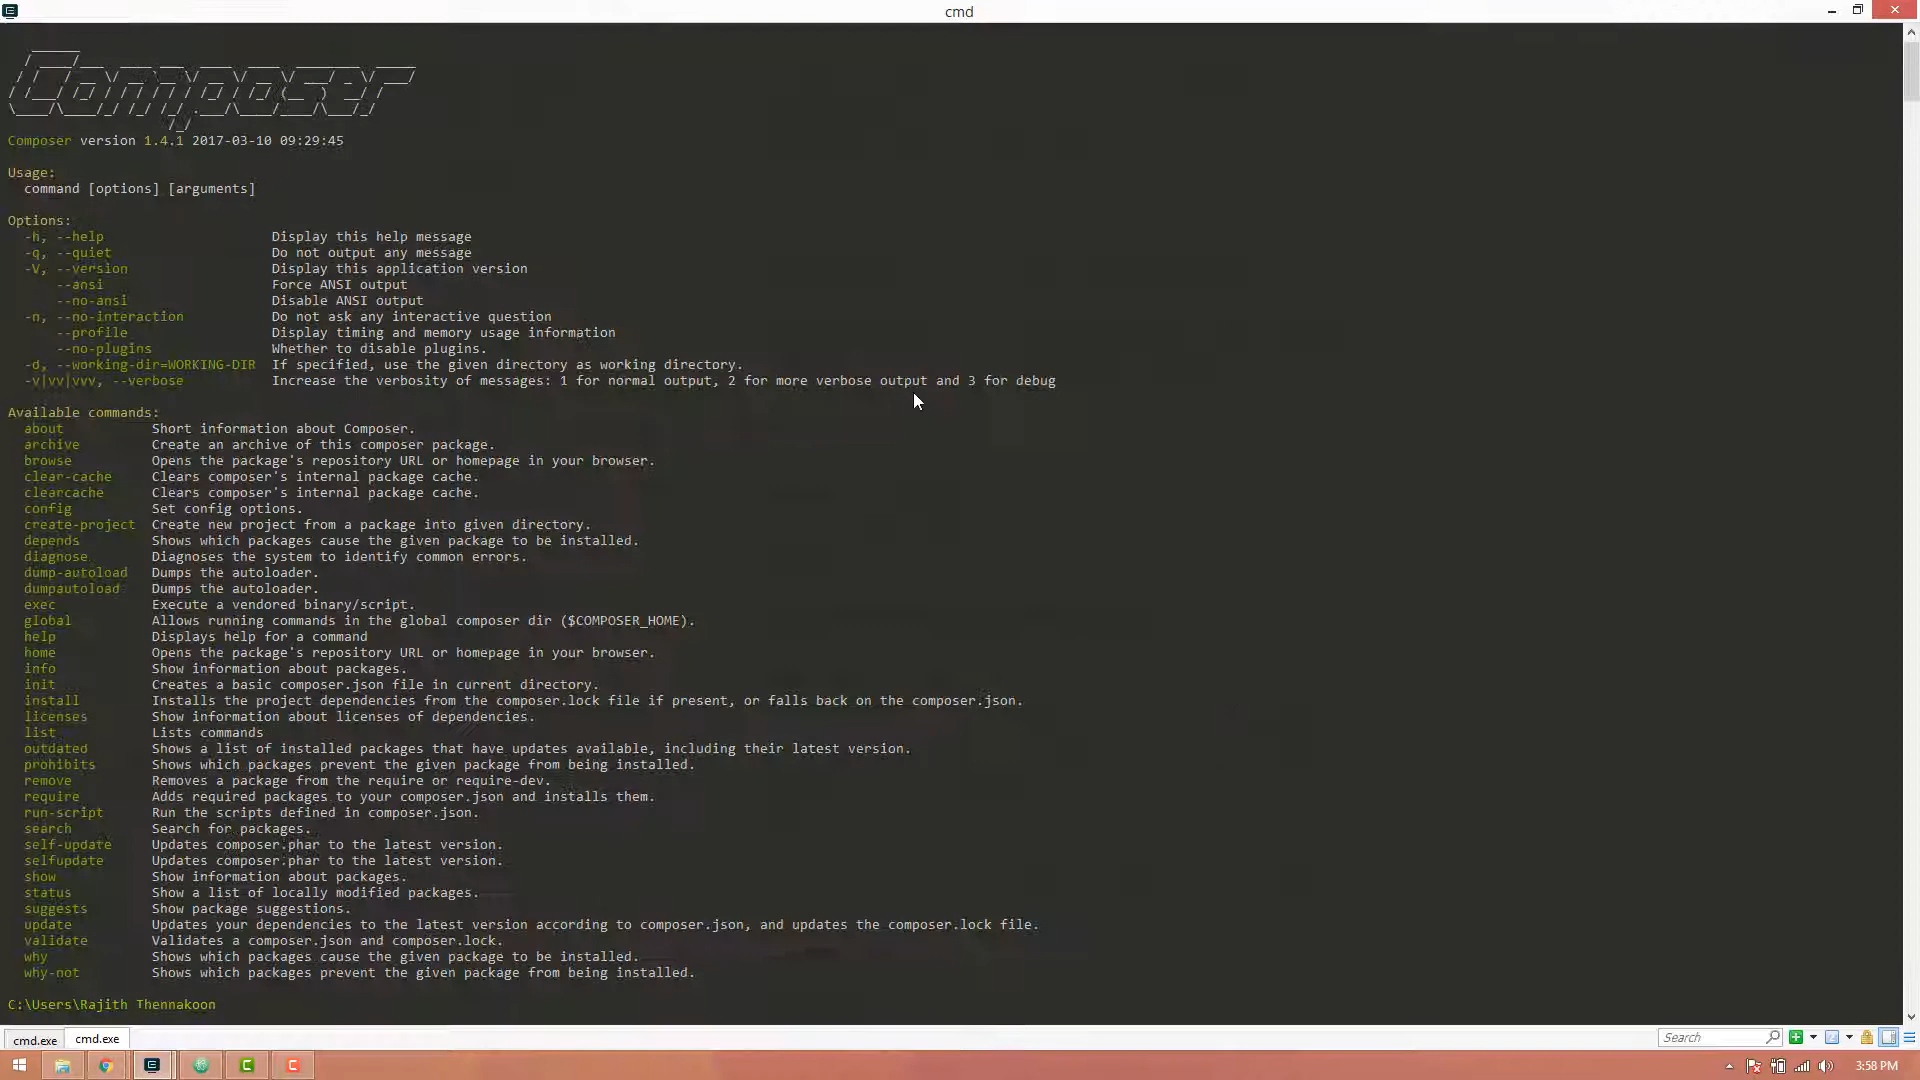 cmd
Composer
Composer version 1.4.1 2017-03-10 09:29:45
Usage:
command [options] [arguments]
Options:
-h, --help Display this help message
-q, --quiet Do not output any message
-V, --version Display this application version
--ansi Force ANSI output
--no-ansi Disable ANSI output
-n, --no-interaction Do not ask any interactive question
--profile Display timing and memory usage information
--no-plugins Whether to disable plugins.
-d, --working-dir=WORKING-DIR If specified, use the given directory as working directory.
-v|vv|vvv, --verbose Increase the verbosity of messages: 1 for normal output, 2 for more verbose output and 3 for debug
Available commands:
about Short information about Composer.
archive Create an archive of this composer package.
browse Opens the package's repository URL or homepage in your browser.
clear-cache Clears composer's internal package cache.
clearcache Clears composer's internal package cache.
config Set config options.
create-project Create new project from a package into given directory.
depends Shows which packages cause the given package to be installed.
diagnose Diagnoses the system to identify common errors.
dump-autoload Dumps the autoloader.
dumpautoload Dumps the autoloader.
exec Execute a vendored binary/script.
global Allows running commands in the global composer dir ($COMPOSER_HOME).
help Displays help for a command
home Opens the package's repository URL or homepage in your browser.
info Show information about packages.
init Creates a basic composer.json file in current directory.
install Installs the project dependencies from the composer.lock file if present, or falls back on the composer.json.
licenses Show information about licenses of dependencies.
list Lists commands
outdated Shows a list of installed packages that have updates available, including their latest version.
prohibits Shows which packages prevent the given package from being installed.
remove Removes a package from the require or require-dev.
require Adds required packages to your composer.json and installs them.
run-script Run the scripts defined in composer.json.
search Search for packages.
self-update Updates composer.phar to the latest version.
selfupdate Updates composer.phar to the latest version.
show Show information about packages.
status Show a list of locally modified packages.
suggests Show package suggestions.
update Updates your dependencies to the latest version according to composer.json, and updates the composer.lock file.
validate Validates a composer.json and composer.lock.
why Shows which packages cause the given package to be installed.
why-not Shows which packages prevent the given package from being installed.
C:\Users\Rajith Thennakoon
cmd.exe cmd.exe Search
3:58 PM